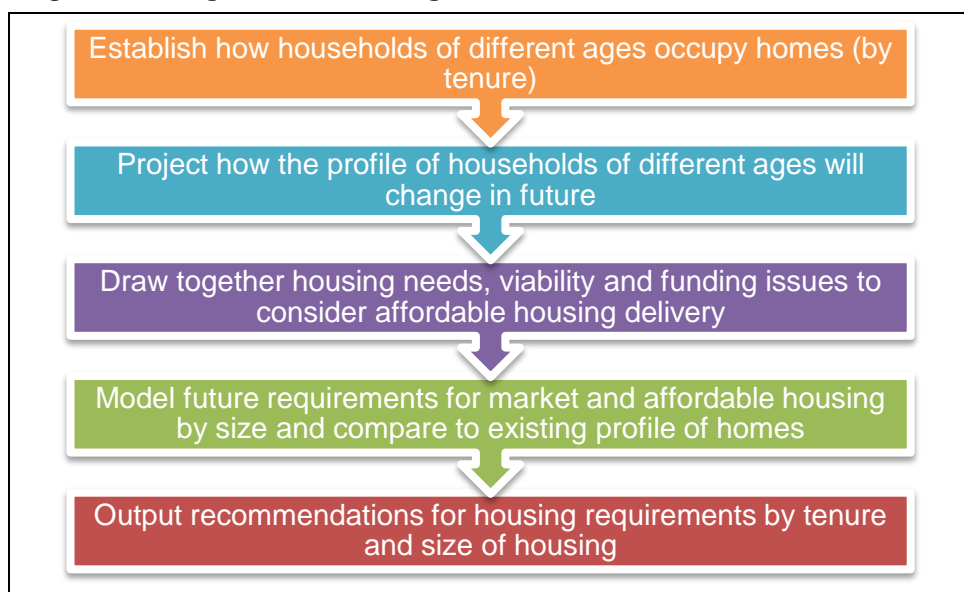 Establish how households of different ages occupy homes (by
tenure)
Project how the profile of households of different ages will
change in future
Draw together housing needs, viability and funding issues to
consider affordable housing delivery
Model future requirements for market and affordable housing
by size and compare to existing profile of homes
Output recommendations for housing requirements by tenure
and size of housing